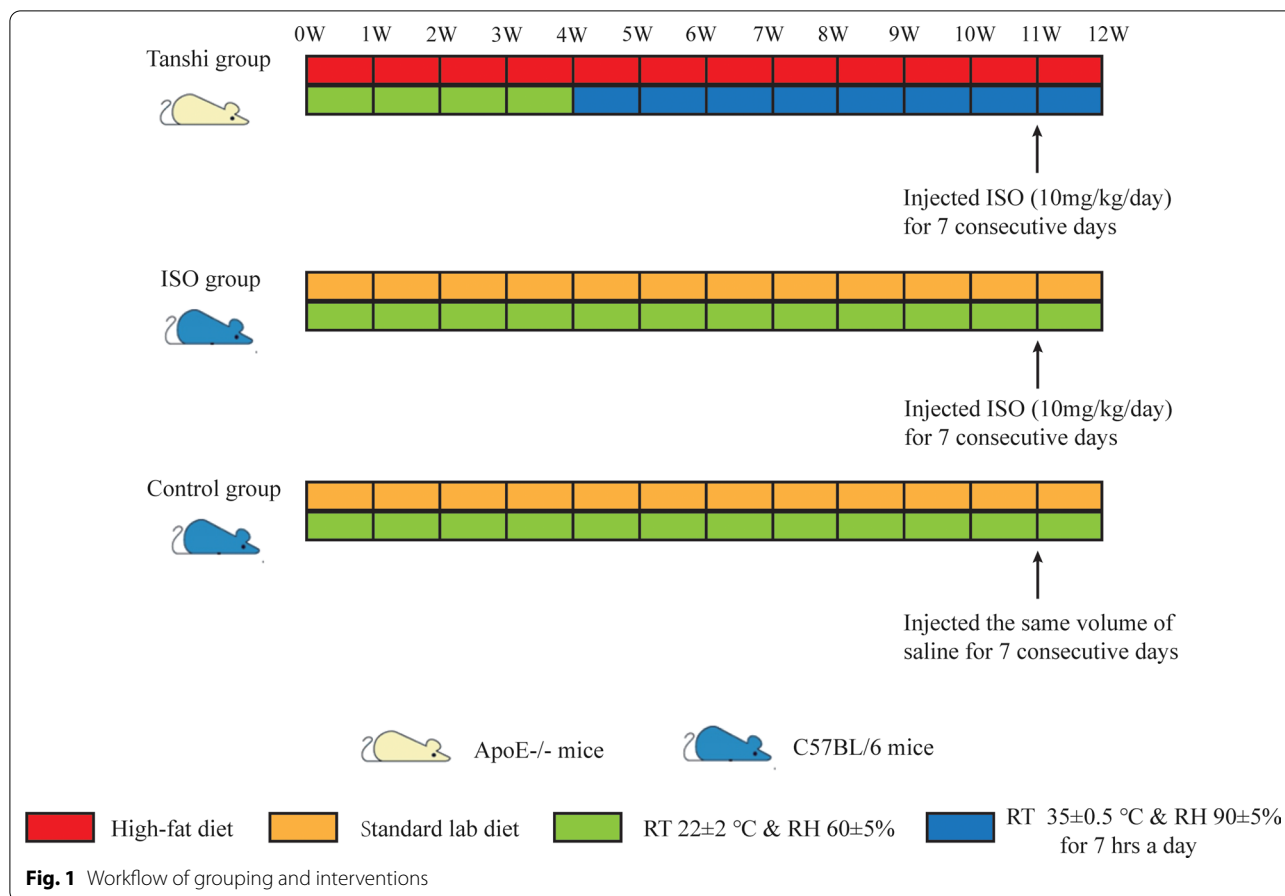 0W 1W 2W 3W 4W 5W 6W 7W 8W 9W 10W 11W 12W
Tanshi group
Injected ISO (10mg/kg/day)
for 7 consecutive days
ISO group
Injected ISO (10mg/kg/day)
for 7 consecutive days
Control group
Injected the same volume of
saline for 7 consecutive days
ApoE-/- mice
C57BL/6 mice
High-fat diet
Standard lab diet
RT 22±2 °C & RH 60±5%
RT 35±0.5 °C & RH 90±5%
for 7 hrs a day
Fig. 1 Workflow of grouping and interventions